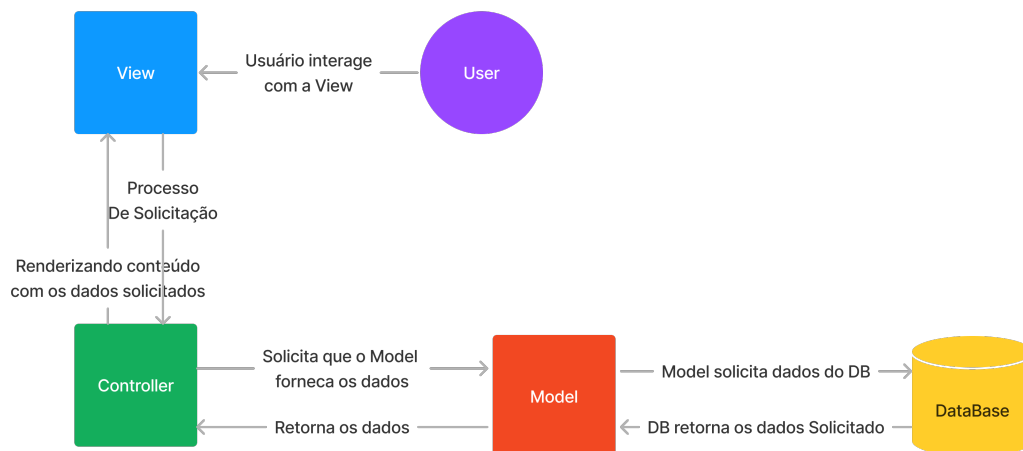 View
Usuário interage
com a View
User
Processo
De Solicitação
Renderizando conteúdo
com os dados solicitados
Controller
Solicita que o Model
forneca os dados
Retorna os dados
Model
Model solicita dados do DB
DB retorna os dados Solicitado
DataBase